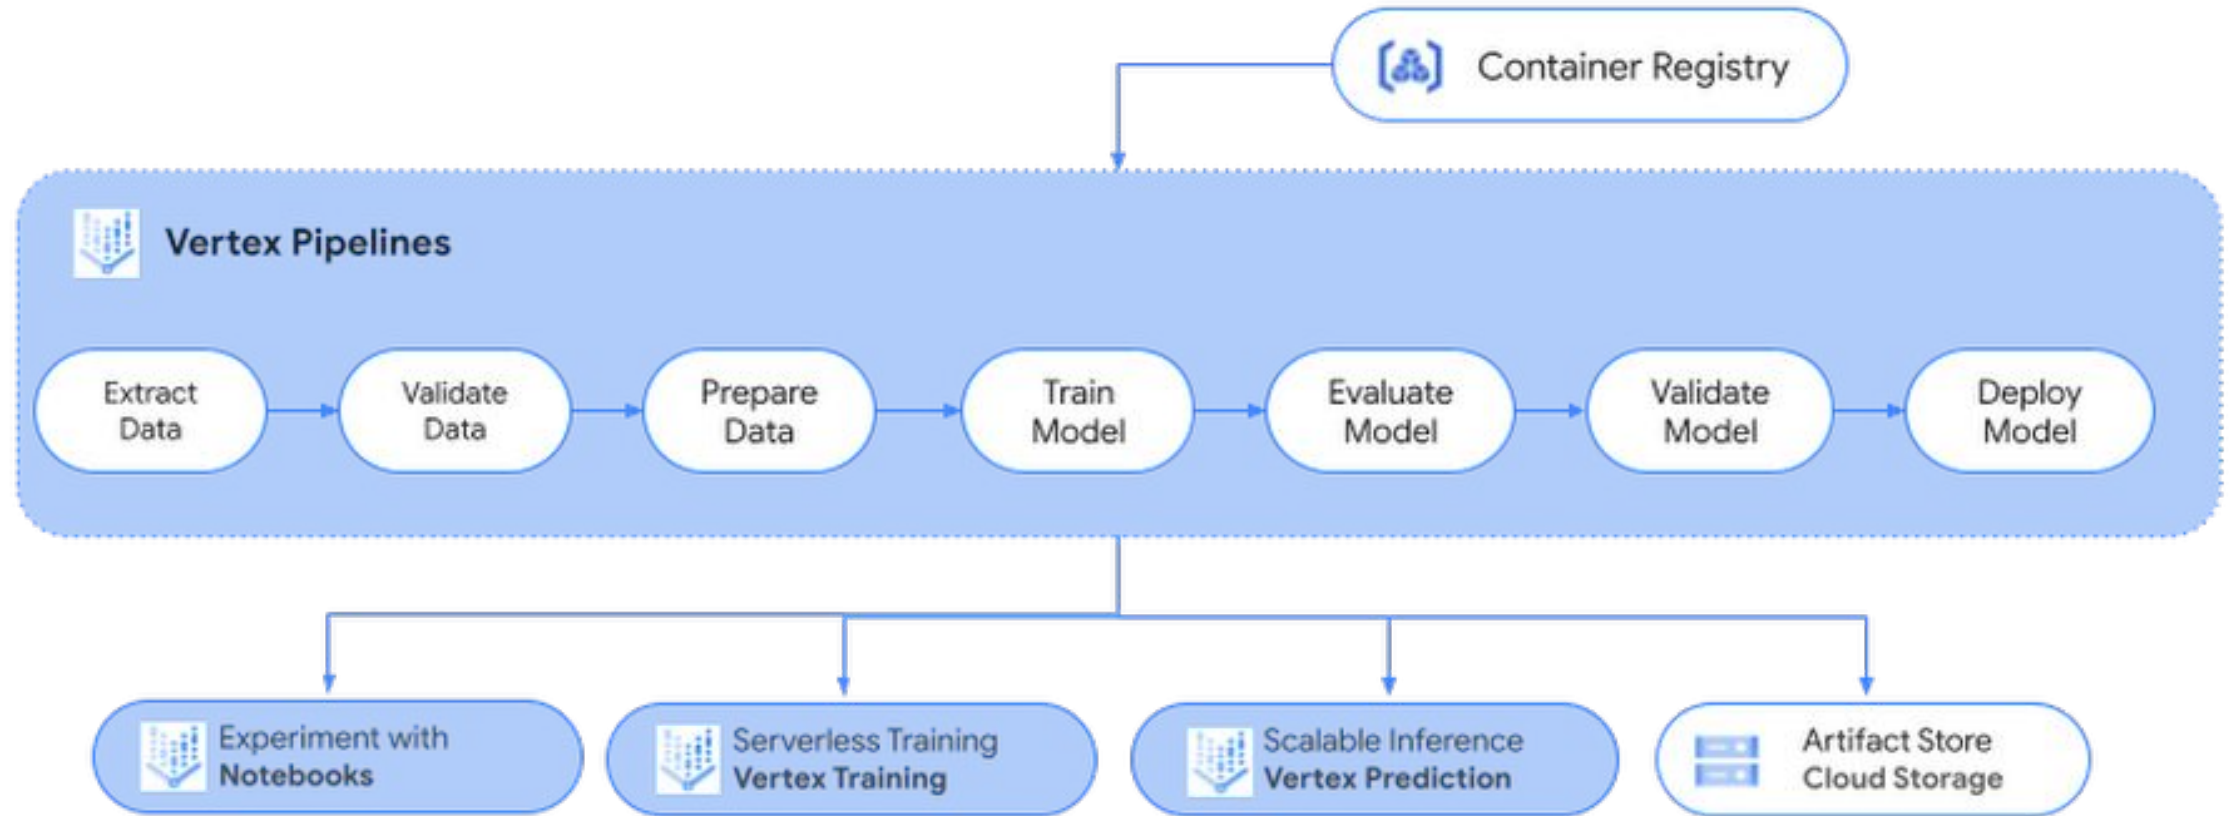 Container Registry
Vertex Pipelines
Extract
Data
Validate
Data
Prepare
Data
Train
Model
Evaluate
Model
Validate
Model
Deploy
Model
Experiment with
Notebooks
Serverless Training
Vertex Training
Scalable Inference
Vertex Prediction
Artifact Store
Cloud Storage